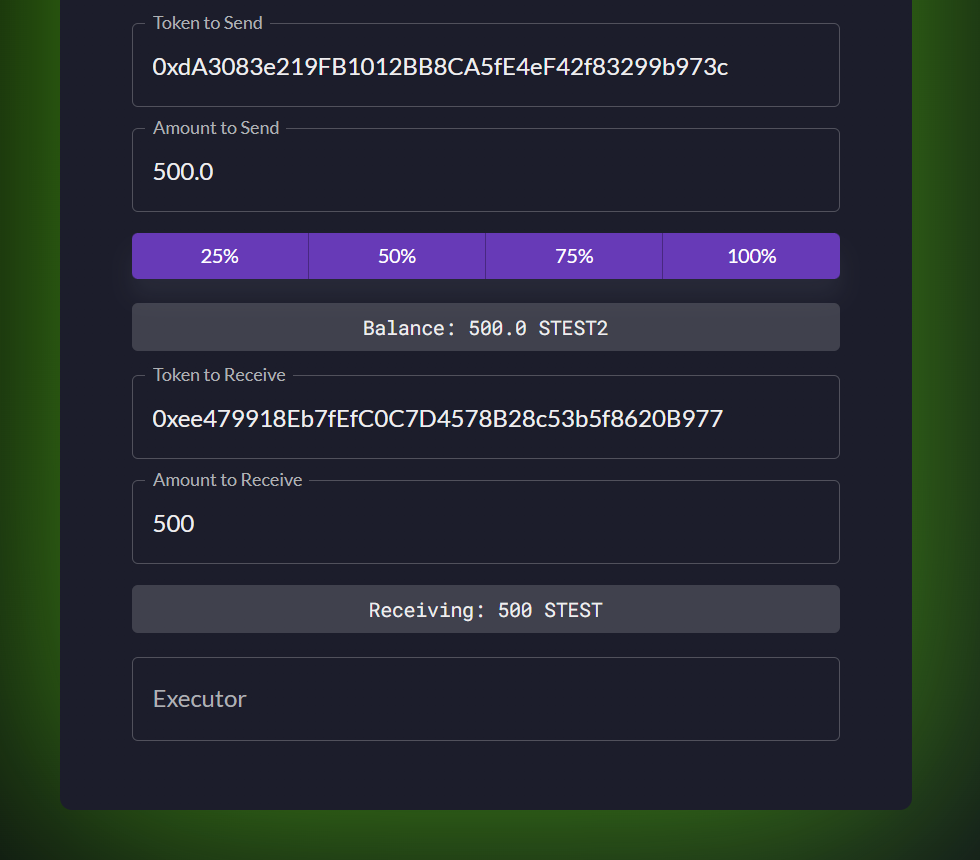 Token to Send
0xdA3083e219FB1012BB8CA5fE4eF42f83299b973c
Amount to Send
500.0
25% 50% 75% 100%
Balance: 500.0 STEST2
Token to Receive
0xee479918Eb7fEfC0C7D4578B28c53b5f8620B977
Amount to Receive
500
Receiving: 500 STEST
Executor